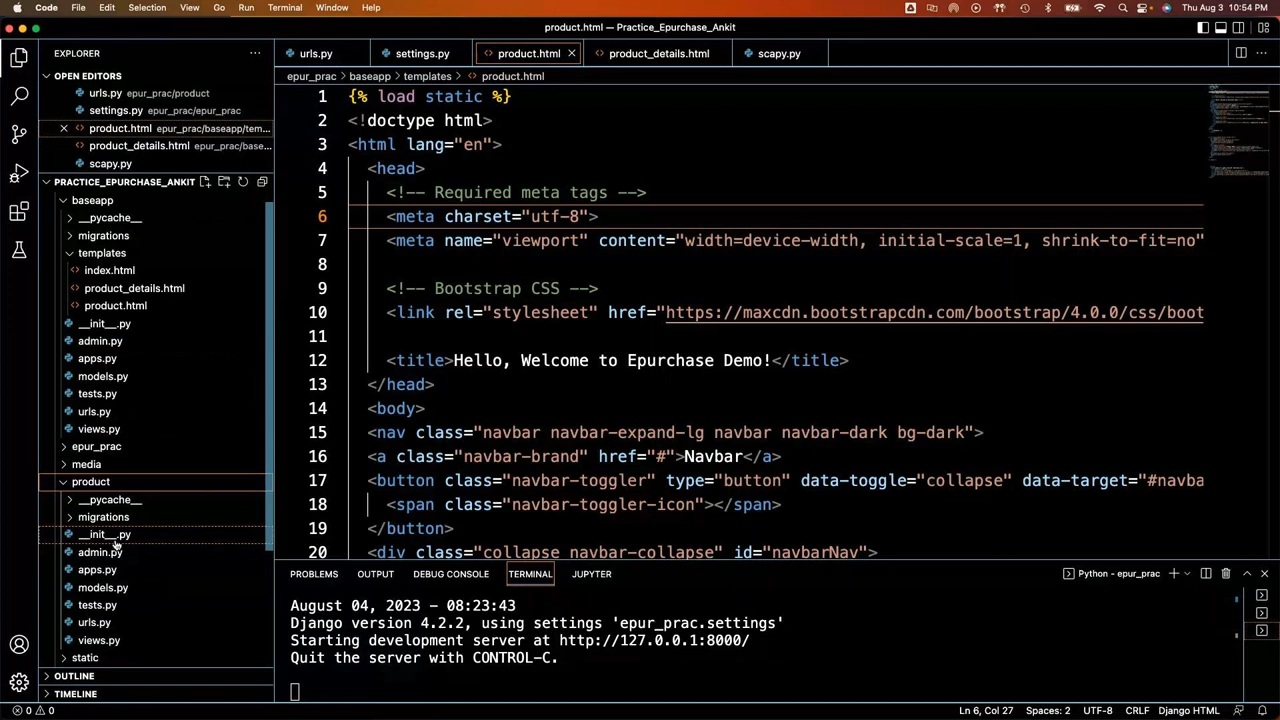 Code File Edit Selection View Go Run Terminal Window Help Thu Aug 3 10:54 PM
product.html — Practice_Epurchase_Ankit
EXPLORER
urls.py settings.py product.html product_details.html scapy.py
OPEN EDITORS
urls.py epur_prac/product
settings.py epur_prac/epur_prac
product.html epur_prac/baseapp/tem...
product_details.html epur_prac/base...
scapy.py
PRACTICE_EPURCHASE_ANKIT
baseapp
__pycache__
migrations
templates
index.html
product_details.html
product.html
__init__.py
admin.py
apps.py
models.py
tests.py
urls.py
views.py
epur_prac
media
product
__pycache__
migrations
__init__.py
admin.py
apps.py
models.py
tests.py
urls.py
views.py
static
OUTLINE
TIMELINE
epur_prac > baseapp > templates > product.html
1 {% load static %}
2 <!doctype html>
3 <html lang="en">
4 <head>
5 <!-- Required meta tags -->
6 <meta charset="utf-8">
7 <meta name="viewport" content="width=device-width, initial-scale=1, shrink-to-fit=no"
8
9 <!-- Bootstrap CSS -->
10 <link rel="stylesheet" href="https://maxcdn.bootstrapcdn.com/bootstrap/4.0.0/css/boot
11
12 <title>Hello, Welcome to Epurchase Demo!</title>
13 </head>
14 <body>
15 <nav class="navbar navbar-expand-lg navbar navbar-dark bg-dark">
16 <a class="navbar-brand" href="#">Navbar</a>
17 <button class="navbar-toggler" type="button" data-toggle="collapse" data-target="#navba
18 <span class="navbar-toggler-icon"></span>
19 </button>
20 <div class="collapse navbar-collapse" id="navbarNav">
PROBLEMS OUTPUT DEBUG CONSOLE TERMINAL JUPYTER Python - epur_prac
August 04, 2023 - 08:23:43
Django version 4.2.2, using settings 'epur_prac.settings'
Starting development server at http://127.0.0.1:8000/
Quit the server with CONTROL-C.
0 0 Ln 6, Col 27 Spaces: 2 UTF-8 CRLF Django HTML